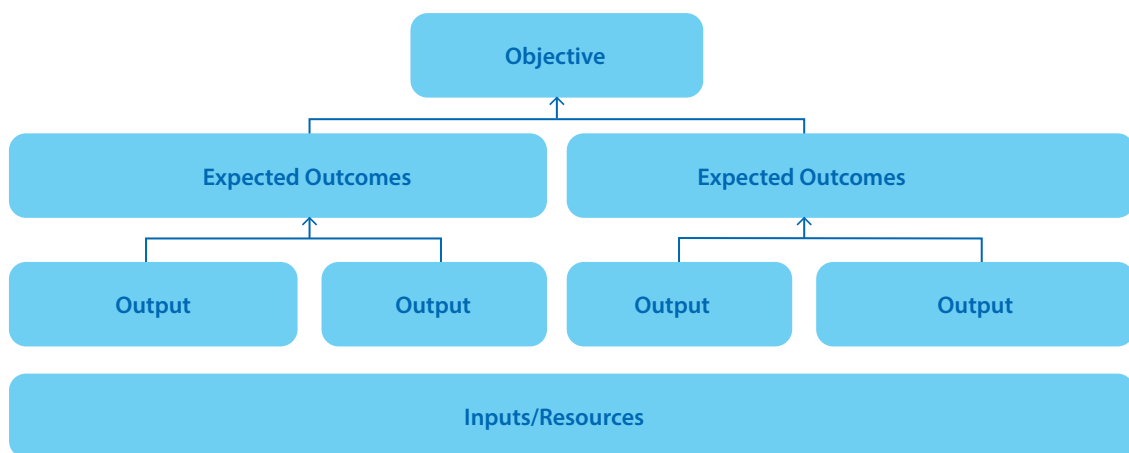 Objective
Expected Outcomes
Expected Outcomes
Output
Output
Output
Output
Inputs/Resources